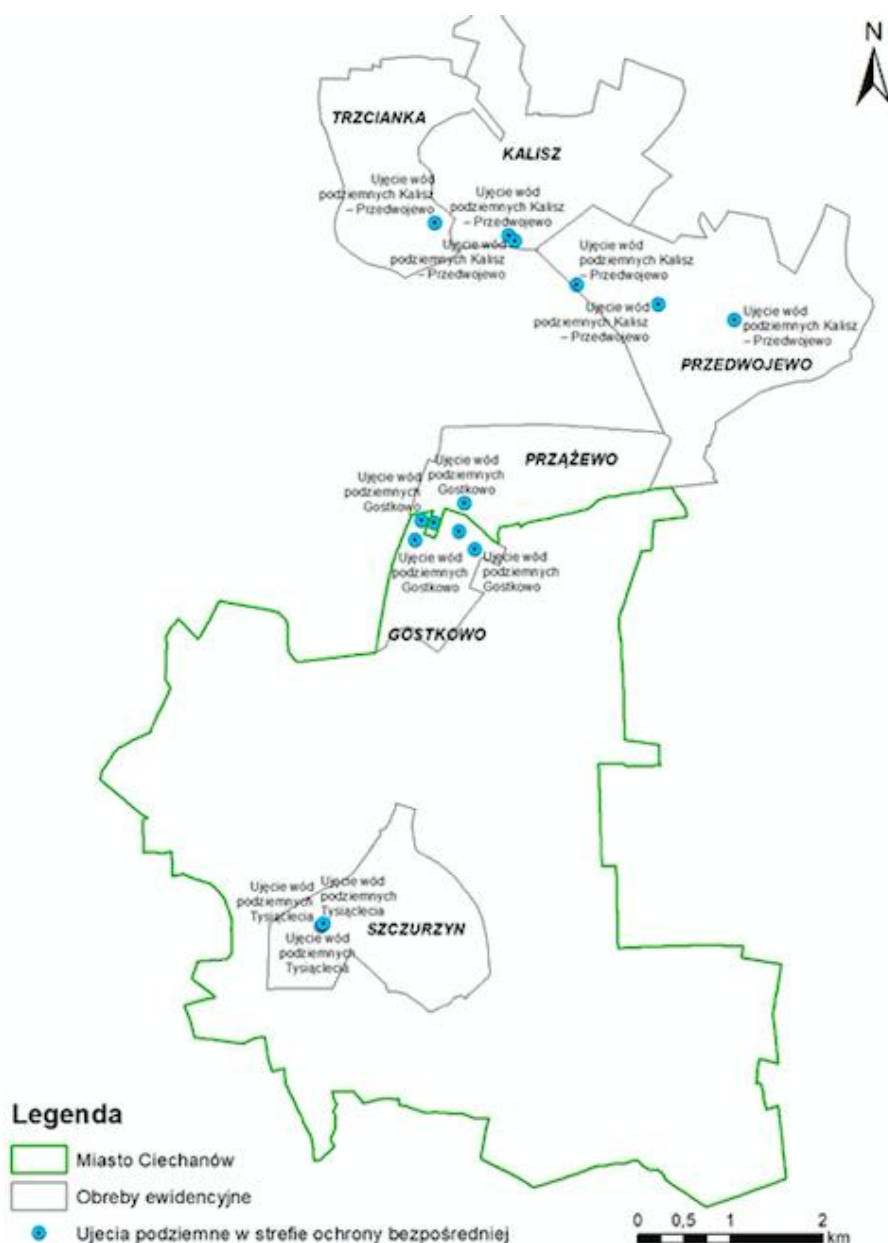 N
TRZCIANKA
KALISZ
Ujęcie wód
podziemnych Kalisz
– Przedwojewo
Ujęcie wód
podziemnych Kalisz
– Przedwojewo
Ujęcie wód
podziemnych Kalisz
– Przedwojewo
Ujęcie wód
podziemnych Kalisz
– Przedwojewo
Ujęcie wód
podziemnych Kalisz
– Przedwojewo
Ujęcie wód
podziemnych Kalisz
– Przedwojewo
PRZEDWOJEWO
PRZĄŻEWO
Ujęcie wód
podziemnych
Gostkowo
Ujęcie wód
podziemnych
Gostkowo
Ujęcie wód
podziemnych
Gostkowo
Ujęcie wód
podziemnych
Gostkowo
GOSTKOWO
Ujęcie wód
podziemnych
Tysiąclecia
Ujęcie wód
podziemnych
Tysiąclecia
Ujęcie wód
podziemnych
Tysiąclecia
SZCZURZYN
Legenda
Miasto Ciechanów
Obreby ewidencyjne
Ujecia podziemne w strefie ochrony bezpośredniej
0 0,5 1 2
km